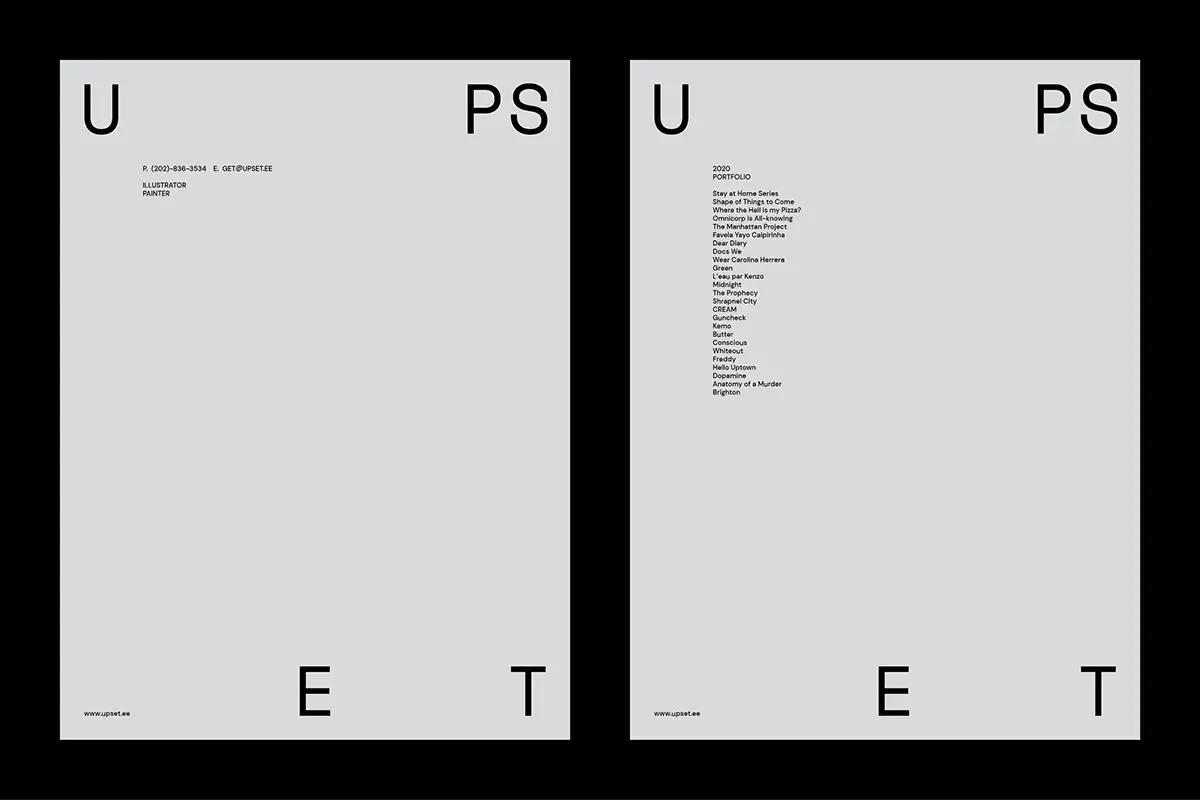 U PS
P. (202)-836-3534 E. GET@UPSET.EE
ILLUSTRATOR
PAINTER
E T
www.upset.ee
U PS
2020
PORTFOLIO
Stay at Home Series
Shape of Things to Come
Where the Hell is my Pizza?
Omnicorp is All-knowing
The Manhattan Project
Favela Yayo Caipirinha
Dear Diary
Docs We
Wear Carolina Herrera
Green
L'eau par Kenzo
Midnight
The Prophecy
Shrapnel City
CREAM
Guncheck
Kemo
Butter
Conscious
Whiteout
Freddy
Hello Uptown
Dopamine
Anatomy of a Murder
Brighton
E T
www.upset.ee